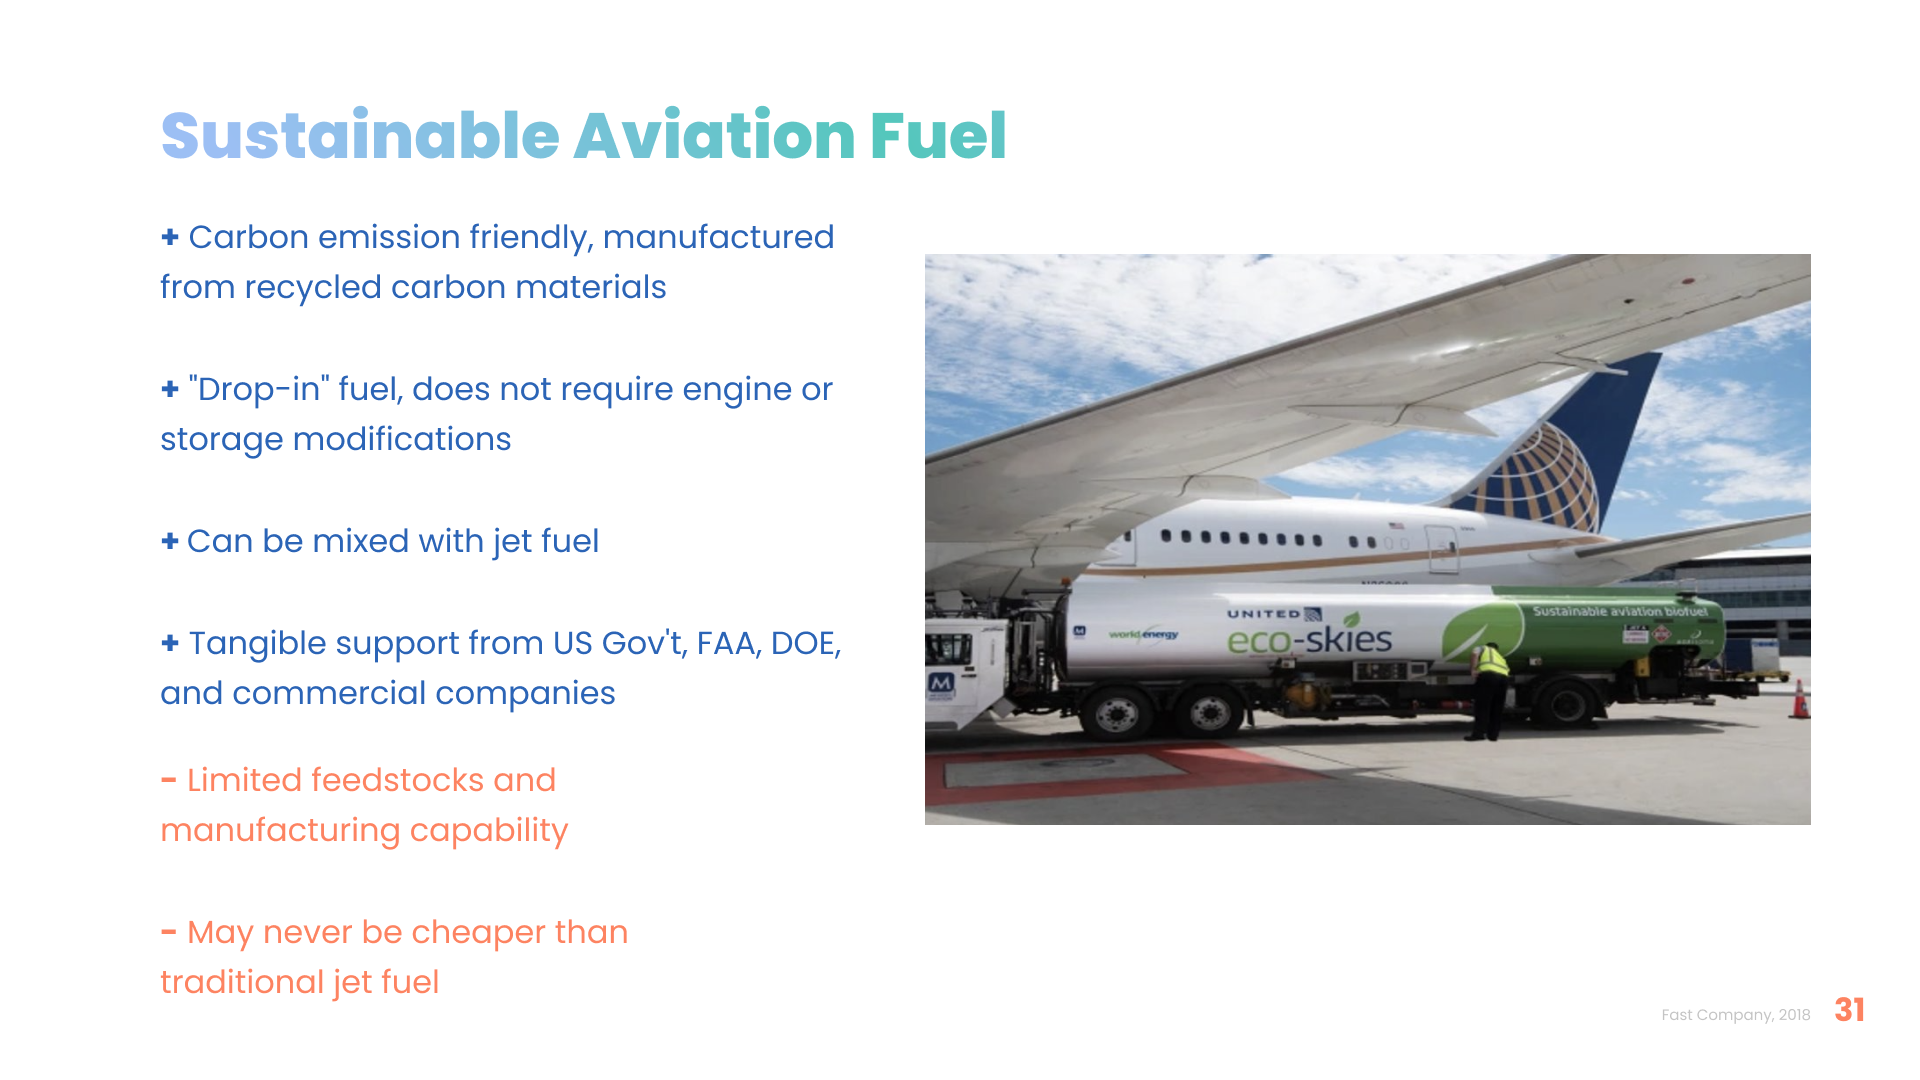 Sustainable Aviation Fuel
+ Carbon emission friendly, manufactured
from recycled carbon materials
+ "Drop-in" fuel, does not require engine or
storage modifications
+ Can be mixed with jet fuel
+ Tangible support from US Gov't, FAA, DOE,
and commercial companies
- Limited feedstocks and
manufacturing capability
- May never be cheaper than
traditional jet fuel
Sustainable aviation biofuel
UNITED
world energy
eco-skies
M
Fast Company, 2018
31